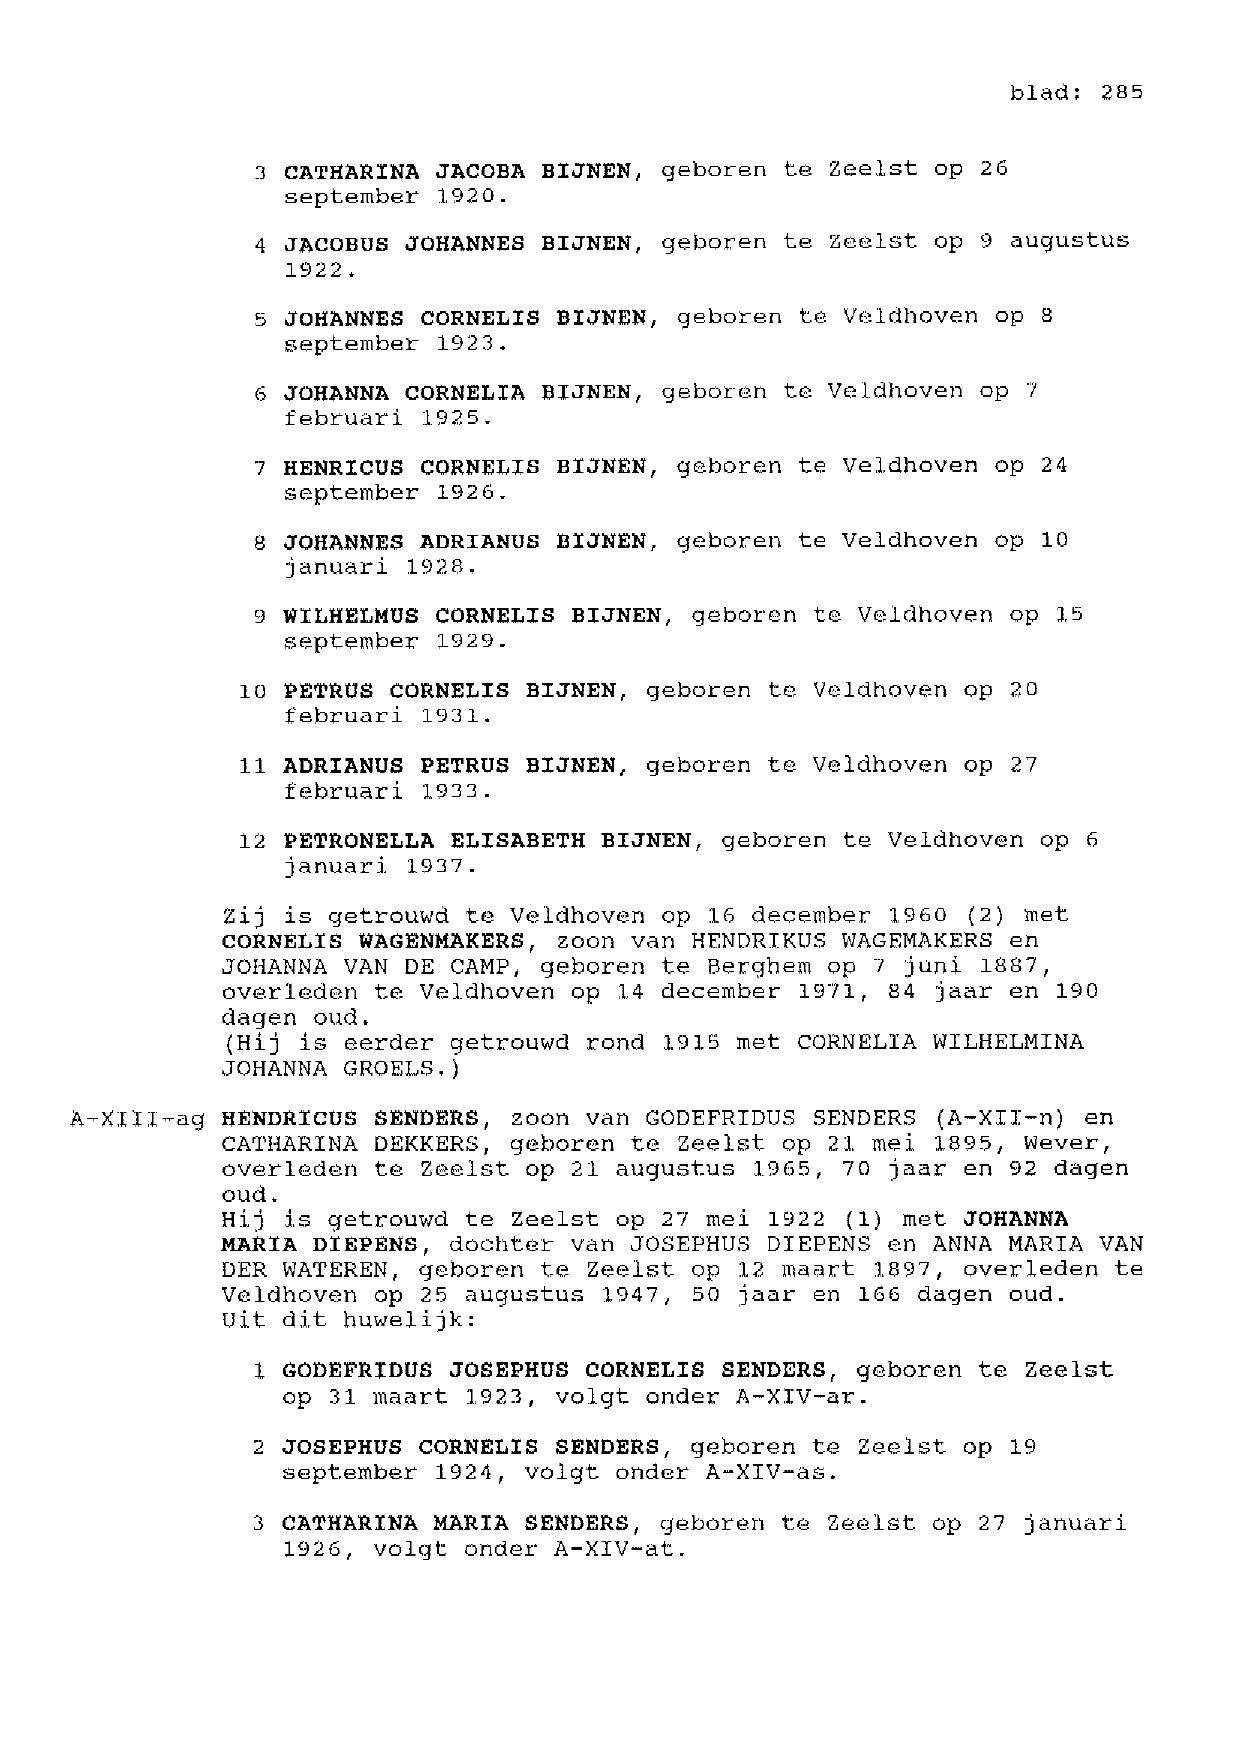 blad: 285
3 CATHARINA JACOBA BIJNEN, geboren te Zeelst op 26
september 1920.
4 JACOBUS JOHANNES BIJNEN, geboren te Zeelst op 9 augustus
1922.
5 JOHANNES CORNELIS BIJNEN, geboren te Veldhoven op 8
september 1923.
6 JOHANNA CORNELIA BIJNEN, geboren te Veldhoven op 7
februari 1925.
7 HENRICUS CORNELIS BIJNEN, geboren te Veldhoven op 24
september 1926.
8 JOHANNES ADRIANUS BIJNEN, geboren te Veldhoven op 10
januari 1928.
9 WILHELMUS CORNELIS BIJNEN, geboren te Veldhoven op 15
september 1929.
10 PETRUS CORNELIS BIJNEN, geboren te Veldhoven op 20
februari 1931.
11 ADRIANUS PETRUS BIJNEN, geboren te Veldhoven op 27
februari 1933.
12 PETRONELLA ELISABETH BIJNEN, geboren te Veldhoven op 6
januari 1937.
Zij is getrouwd te Veldhoven op 16 december 1960 (2) met
CORNELIS WAGENMAKERS, zoon van HENDRIKUS WAGEMAKERS en
JOHANNA VAN DE CAMP, geboren te Berghem op 7 juni 1887,
overleden te Veldhoven op 14 december 1971, 84 jaar en 190
dagen oud.
(Hij is eerder getrouwd rond 1915 met CORNELIA WILHELMINA
JOHANNA GROELS.)
A-XIII-ag HENDRICUS SENDERS, zoon van GODEFRIDUS SENDERS (A-XII-n) en
CATHARINA DEKKERS, geboren te Zeelst op 21 mei 1895, Wever,
overleden te Zeelst op 21 augustus 1965, 70 jaar en 92 dagen
oud.
Hij is getrouwd te Zeelst op 27 mei 1922 (1) met JOHANNA
MARIA DIEPENS, dochter van JOSEPHUS DIEPENS en ANNA MARIA VAN
DER WATEREN, geboren te Zeelst op 12 maart 1897, overleden te
Veldhoven op 25 augustus 1947, 50 jaar en 166 dagen oud.
Uit dit huwelijk:
1 GODEFRIDUS JOSEPHUS CORNELIS SENDERS, geboren te Zeelst
op 31 maart 1923, volgt onder A-XIV-ar.
2 JOSEPHUS CORNELIS SENDERS, geboren te Zeelst op 19
september 1924, volgt onder A-XIV-as.
3 CATHARINA MARIA SENDERS, geboren te Zeelst op 27 januari
1926, volgt onder A-XIV-at.